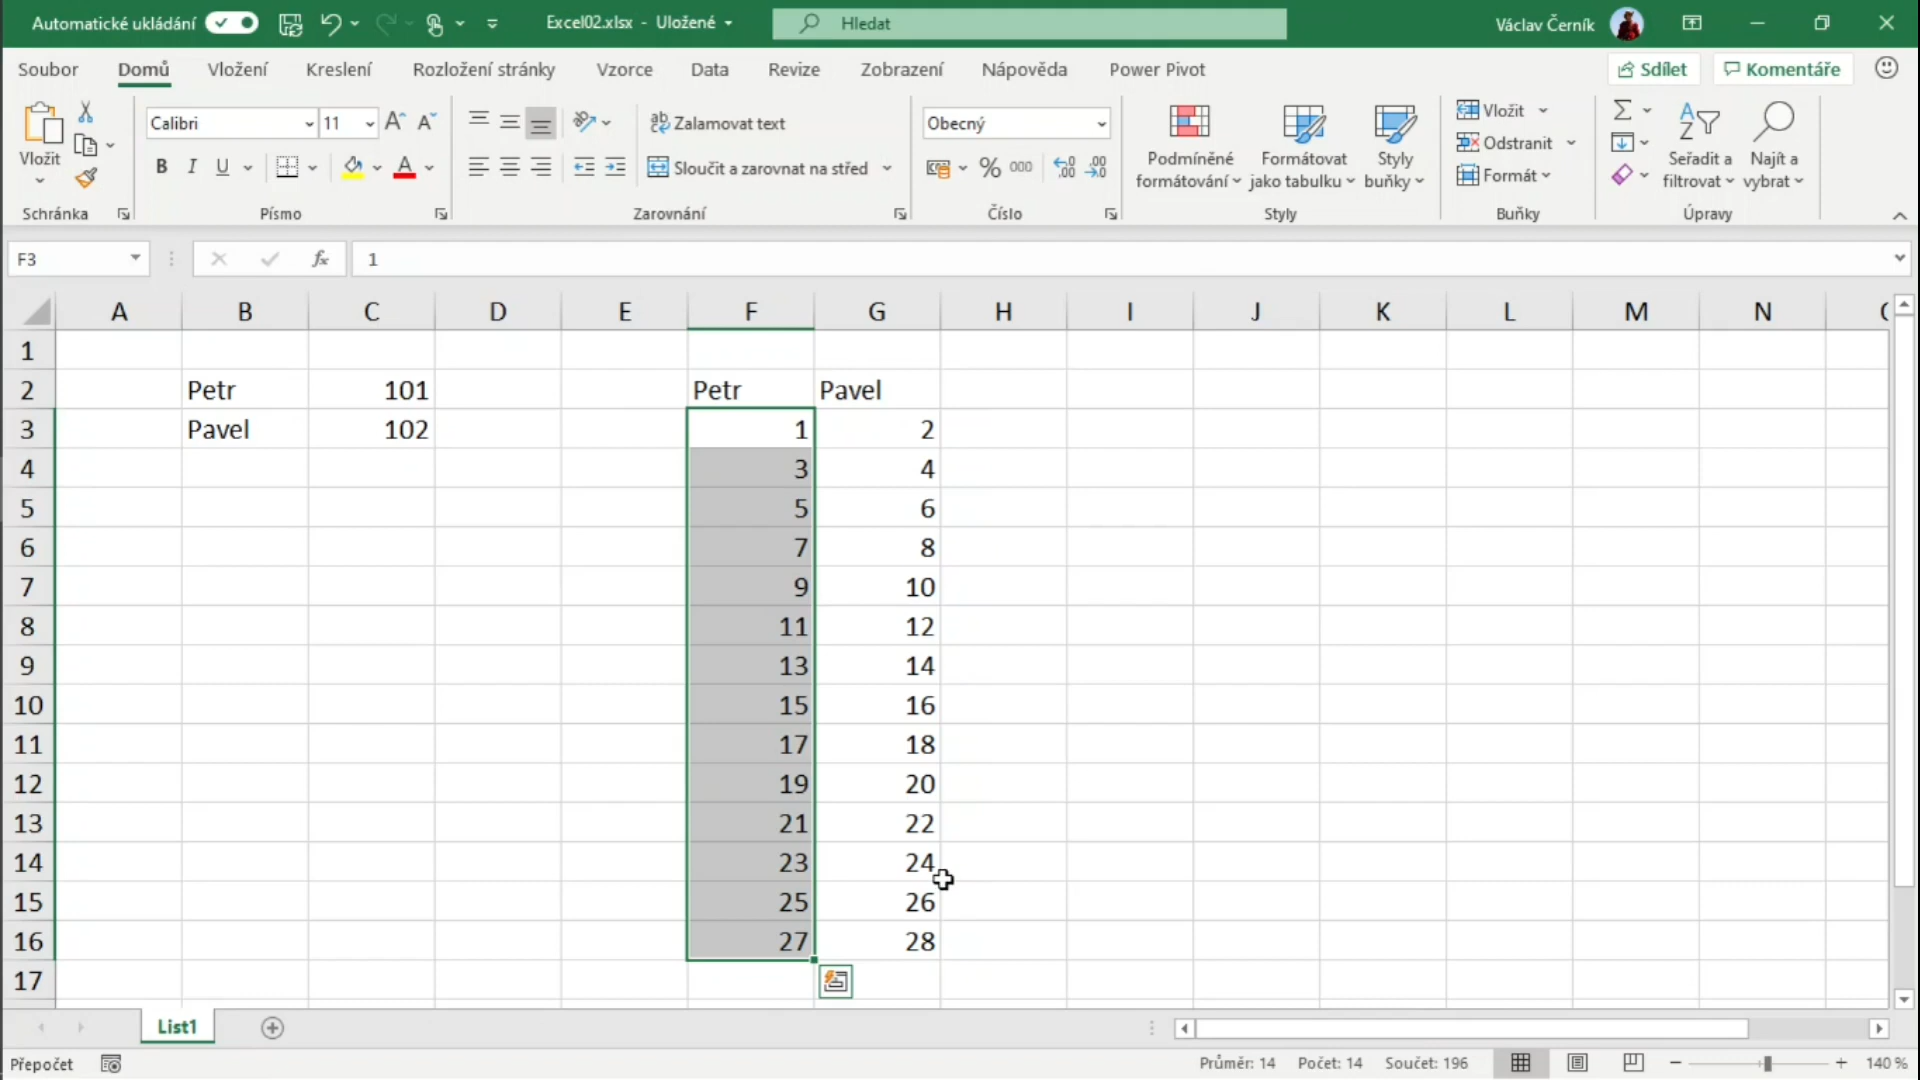 Automatické ukládání
Excel02.xlsx - Uložené
Hledat
Václav Černík
Soubor Domů Vložení Kreslení Rozložení stránky Vzorce Data Revize Zobrazení Nápověda Power Pivot
Sdílet Komentáře
Vložit
Schránka
Calibri 11
B I U
Písmo
Zalamovat text
Sloučit a zarovnat na střed
Zarovnání
Obecný
% 000
Číslo
Podmíněné formátování
Formátovat jako tabulku
Styly buňky
Styly
Vložit
Odstranit
Formát
Buňky
Seřadit a filtrovat
Najít a vybrat
Úpravy
F3 fx 1
A B C D E F G H I J K L M N
1
2 Petr 101 Petr Pavel
3 Pavel 102 1 2
4 3 4
5 5 6
6 7 8
7 9 10
8 11 12
9 13 14
10 15 16
11 17 18
12 19 20
13 21 22
14 23 24
15 25 26
16 27 28
17
List1
Přepočet
Průměr: 14 Počet: 14 Součet: 196
140 %